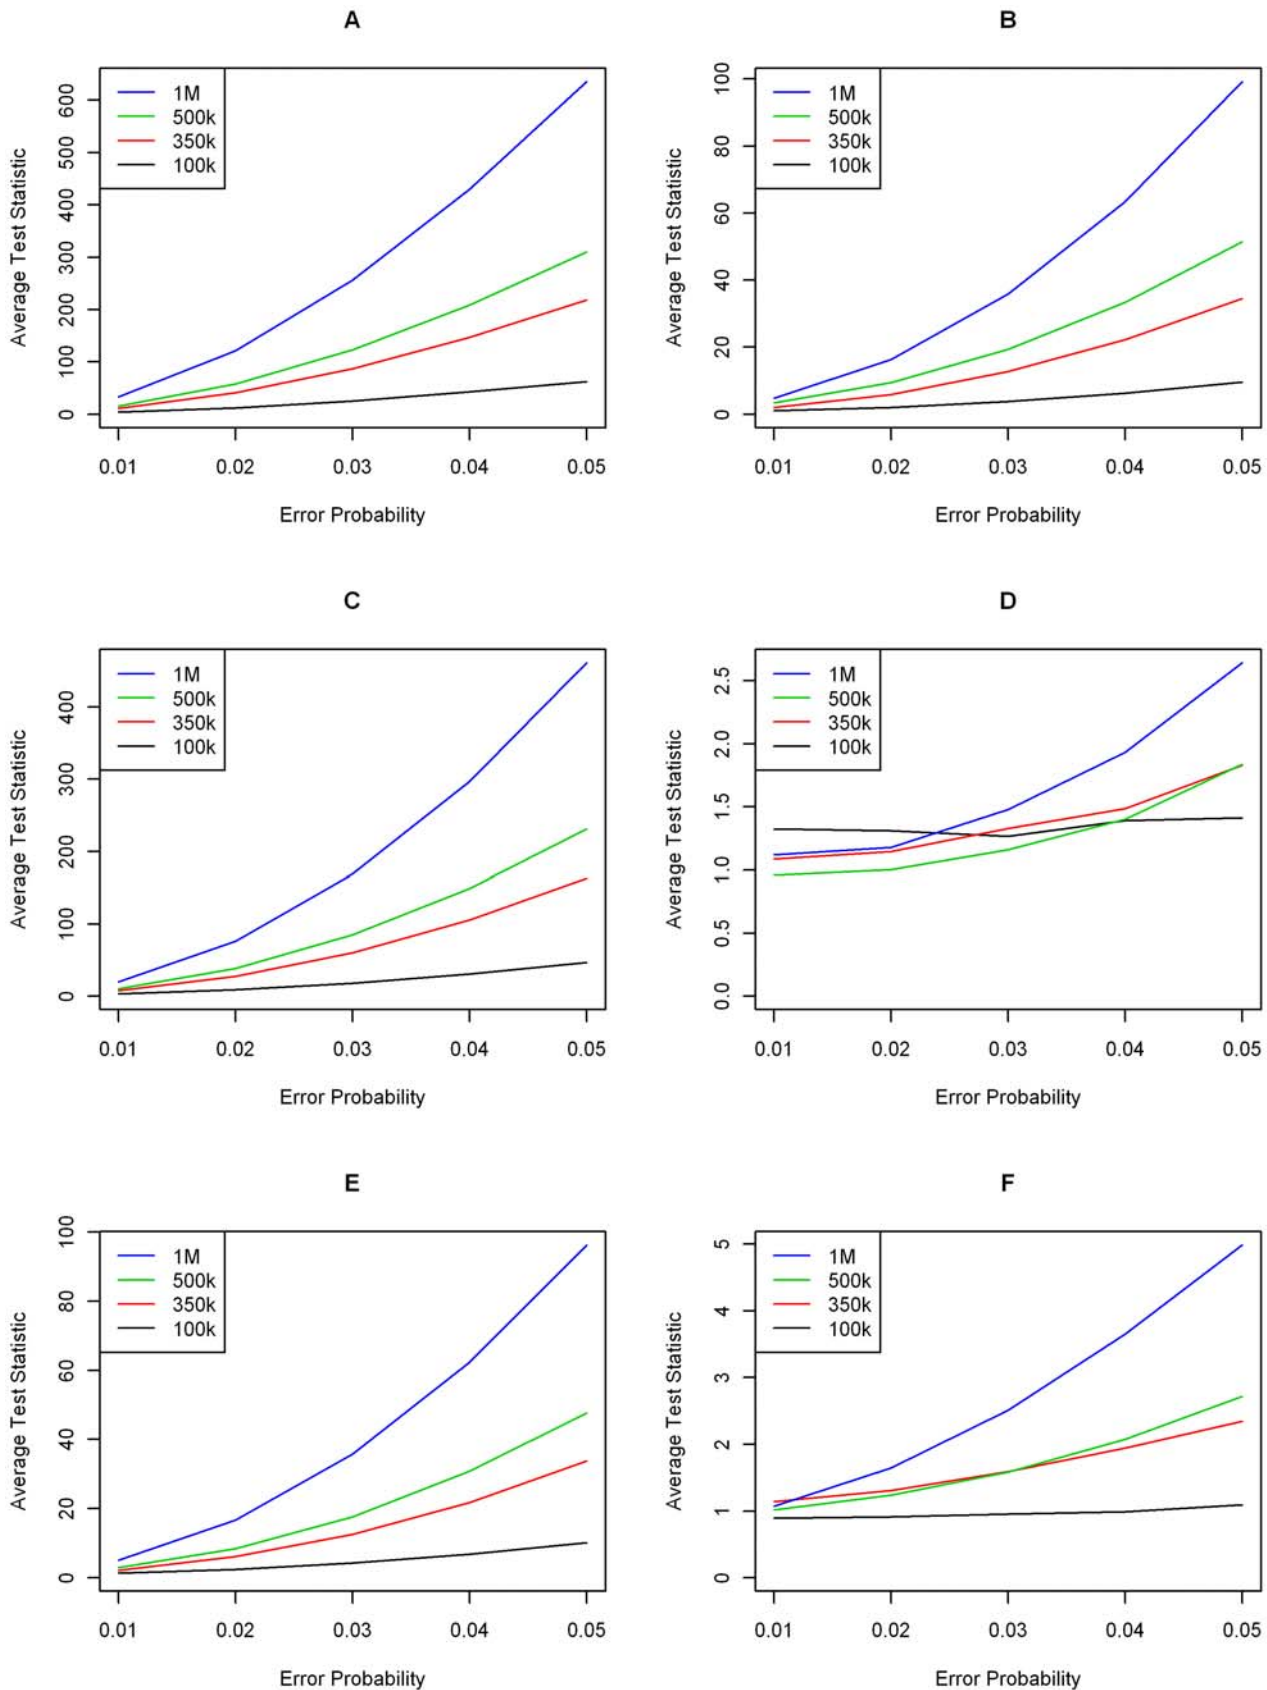 A
1M
500k
350k
100k
Average Test Statistic
600
500
400
300
200
100
0
0.01 0.02 0.03 0.04 0.05
Error Probability
B
1M
500k
350k
100k
Average Test Statistic
100
80
60
40
20
0
0.01 0.02 0.03 0.04 0.05
Error Probability
C
1M
500k
350k
100k
Average Test Statistic
400
300
200
100
0
0.01 0.02 0.03 0.04 0.05
Error Probability
D
1M
500k
350k
100k
Average Test Statistic
2.5
2.0
1.5
1.0
0.5
0.0
0.01 0.02 0.03 0.04 0.05
Error Probability
E
1M
500k
350k
100k
Average Test Statistic
100
80
60
40
20
0
0.01 0.02 0.03 0.04 0.05
Error Probability
F
1M
500k
350k
100k
Average Test Statistic
5
4
3
2
1
0
0.01 0.02 0.03 0.04 0.05
Error Probability